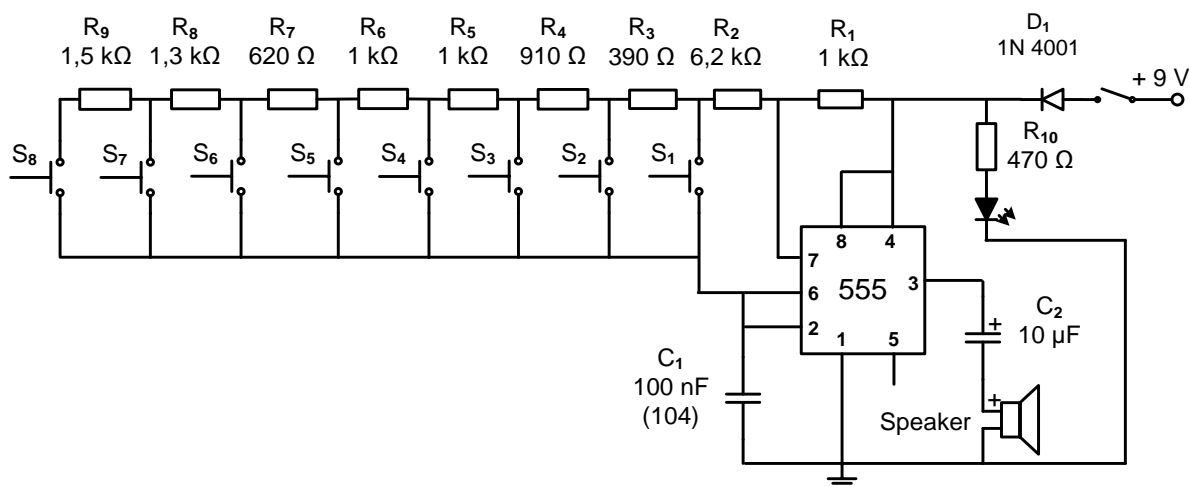 R₉ R₈ R₇ R₆ R₅ R₄ R₃ R₂ R₁ D₁
1,5 kΩ 1,3 kΩ 620 Ω 1 kΩ 1 kΩ 910 Ω 390 Ω 6,2 kΩ 1 kΩ 1N 4001
+ 9 V
R₁₀
470 Ω
S₈ S₇ S₆ S₅ S₄ S₃ S₂ S₁
8 4
7
6 555 3
2
1 5
C₂
+ 10 µF
C₁
100 nF
(104)
+
Speaker